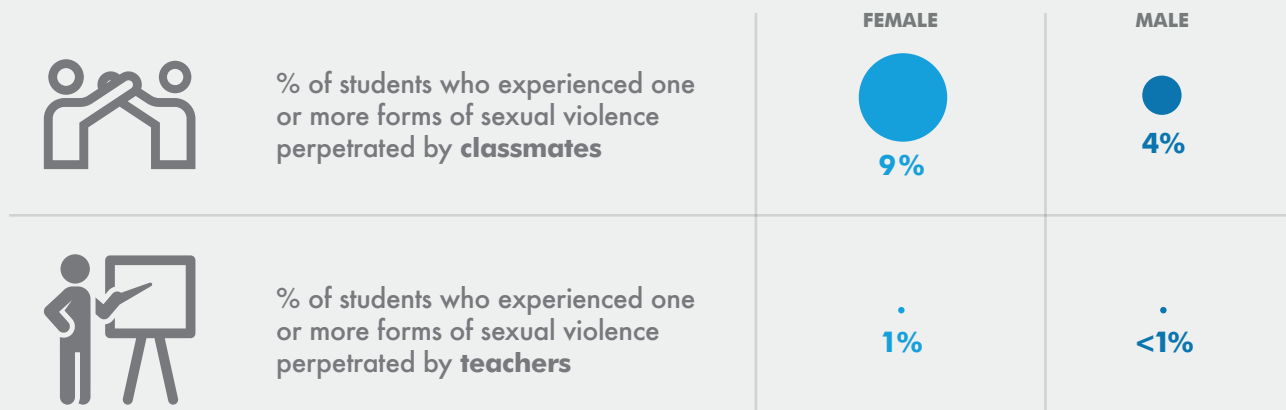 FEMALE
MALE
% of students who experienced one
or more forms of sexual violence
perpetrated by classmates
9%
4%
% of students who experienced one
or more forms of sexual violence
perpetrated by teachers
1%
<1%